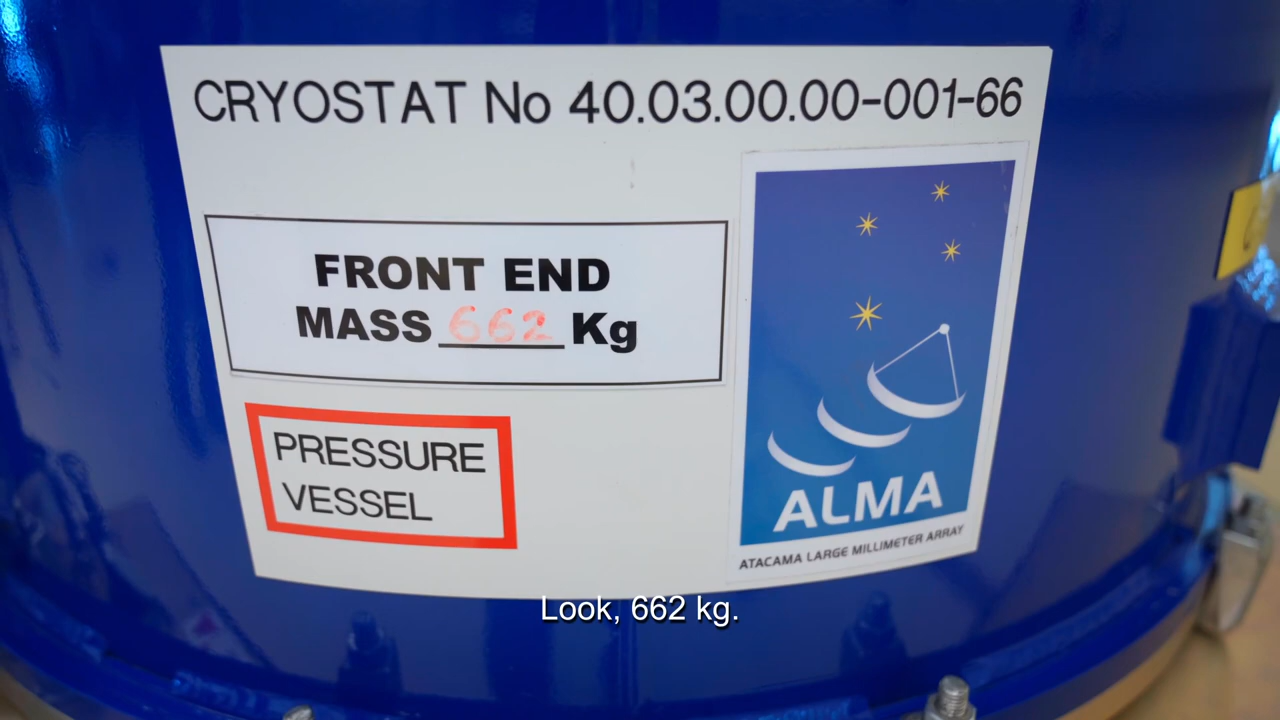 CRYOSTAT No 40.03.00.00-001-66
FRONT END
MASS 662 Kg
PRESSURE
VESSEL
ALMA
ATACAMA LARGE MILLIMETER ARRAY
Look, 662 kg.